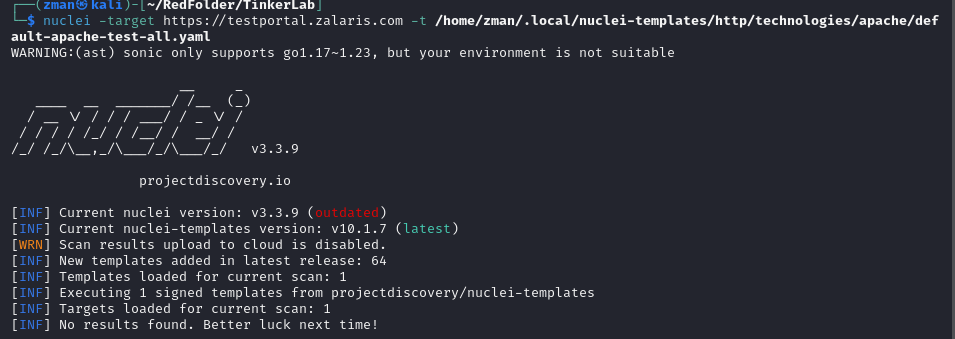 ┌──(zman㉿kali)-[~/RedFolder/TinkerLab]
└─$ nuclei -target https://testportal.zalaris.com -t /home/zman/.local/nuclei-templates/http/technologies/apache/def
ault-apache-test-all.yaml
WARNING:(ast) sonic only supports go1.17~1.23, but your environment is not suitable
nuclei v3.3.9
projectdiscovery.io
[INF] Current nuclei version: v3.3.9 (outdated)
[INF] Current nuclei-templates version: v10.1.7 (latest)
[WRN] Scan results upload to cloud is disabled.
[INF] New templates added in latest release: 64
[INF] Templates loaded for current scan: 1
[INF] Executing 1 signed templates from projectdiscovery/nuclei-templates
[INF] Targets loaded for current scan: 1
[INF] No results found. Better luck next time!